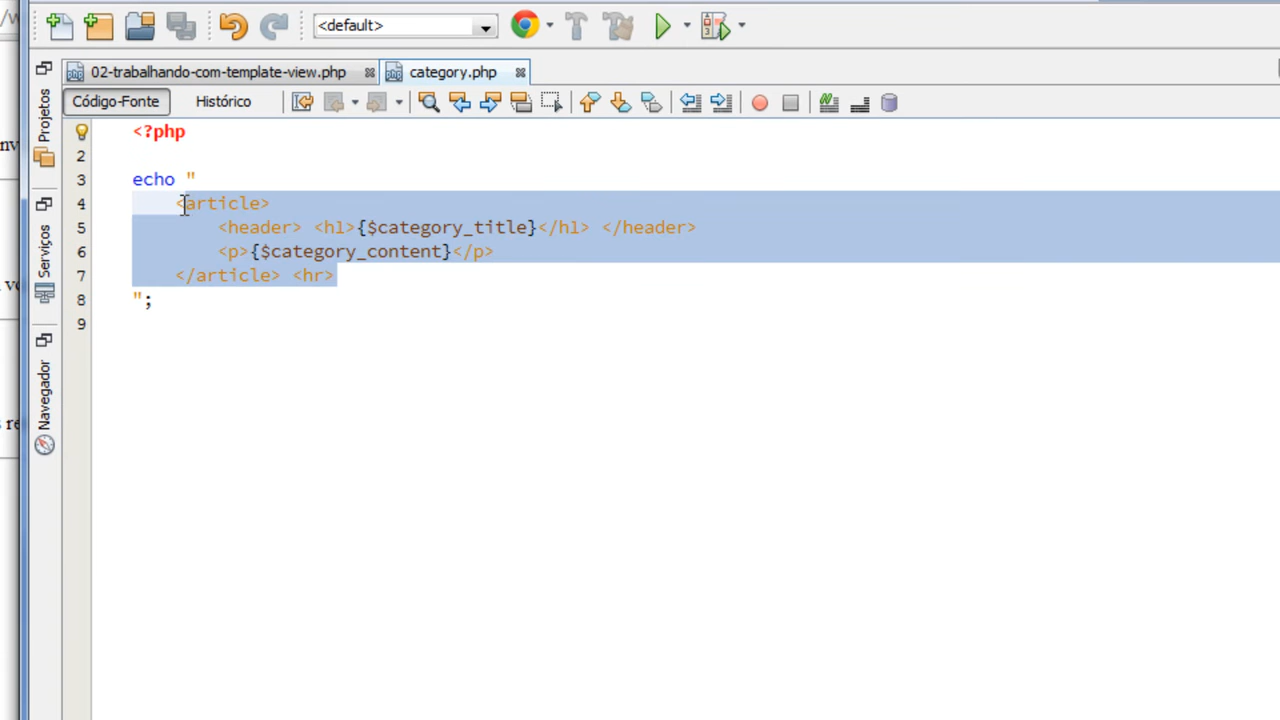 <default>
02-trabalhando-com-template-view.php
category.php
Código-Fonte
Histórico
Projetos
Serviços
Navegador
<?php
2
3 echo "
4 <article>
5 <header> <h1>{$category_title}</h1> </header>
6 <p>{$category_content}</p>
7 </article> <hr>
8 ";
9